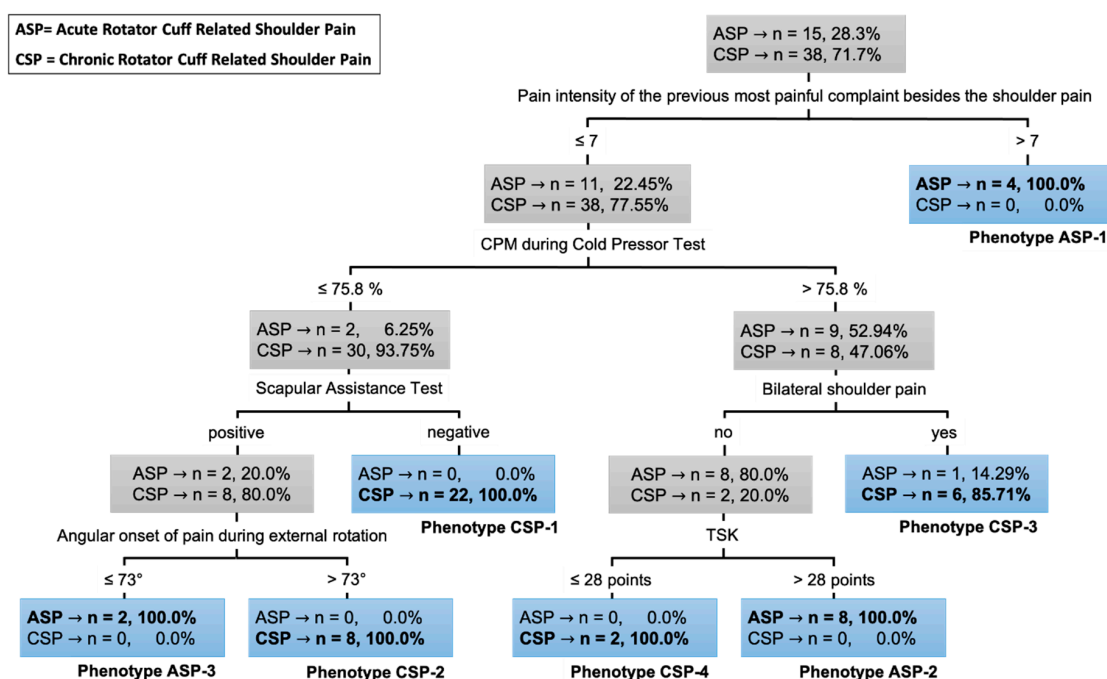 ASP= Acute Rotator Cuff Related Shoulder Pain
CSP = Chronic Rotator Cuff Related Shoulder Pain
ASP → n = 15, 28.3%
CSP → n = 38, 71.7%
Pain intensity of the previous most painful complaint besides the shoulder pain
≤ 7
> 7
ASP → n = 11, 22.45%
CSP → n = 38, 77.55%
ASP → n = 4, 100.0%
CSP → n = 0, 0.0%
Phenotype ASP-1
CPM during Cold Pressor Test
≤ 75.8 %
> 75.8 %
ASP → n = 2, 6.25%
CSP → n = 30, 93.75%
ASP → n = 9, 52.94%
CSP → n = 8, 47.06%
Scapular Assistance Test
Bilateral shoulder pain
positive
negative
no
yes
ASP → n = 2, 20.0%
CSP → n = 8, 80.0%
ASP → n = 0, 0.0%
CSP → n = 22, 100.0%
Phenotype CSP-1
ASP → n = 8, 80.0%
CSP → n = 2, 20.0%
ASP → n = 1, 14.29%
CSP → n = 6, 85.71%
Phenotype CSP-3
Angular onset of pain during external rotation
TSK
≤ 73°
> 73°
≤ 28 points
> 28 points
ASP → n = 2, 100.0%
CSP → n = 0, 0.0%
Phenotype ASP-3
ASP → n = 0, 0.0%
CSP → n = 8, 100.0%
Phenotype CSP-2
ASP → n = 0, 0.0%
CSP → n = 2, 100.0%
Phenotype CSP-4
ASP → n = 8, 100.0%
CSP → n = 0, 0.0%
Phenotype ASP-2